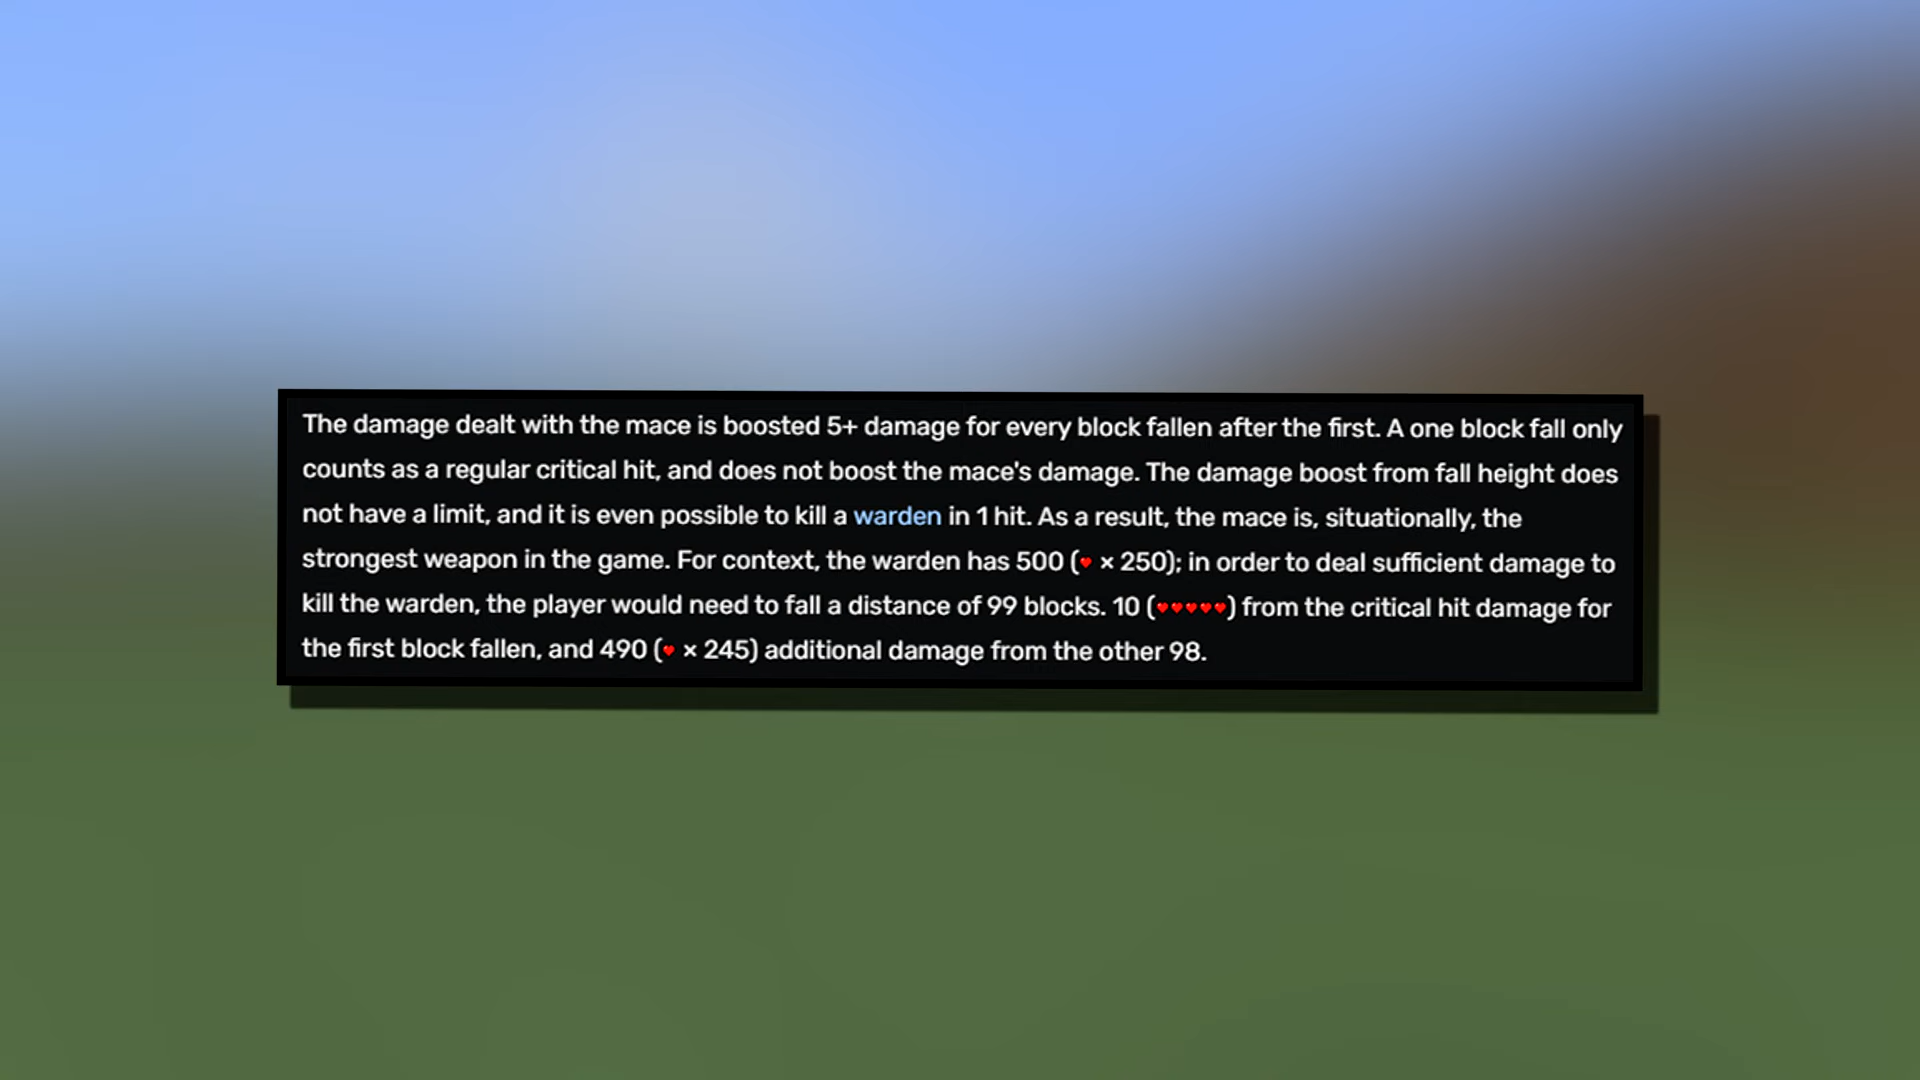 The damage dealt with the mace is boosted 5+ damage for every block fallen after the first. A one block fall only
counts as a regular critical hit, and does not boost the mace's damage. The damage boost from fall height does
not have a limit, and it is even possible to kill a warden in 1 hit. As a result, the mace is, situationally, the
strongest weapon in the game. For context, the warden has 500 (♥ × 250); in order to deal sufficient damage to
kill the warden, the player would need to fall a distance of 99 blocks. 10 (♥♥♥♥♥) from the critical hit damage for
the first block fallen, and 490 (♥ × 245) additional damage from the other 98.